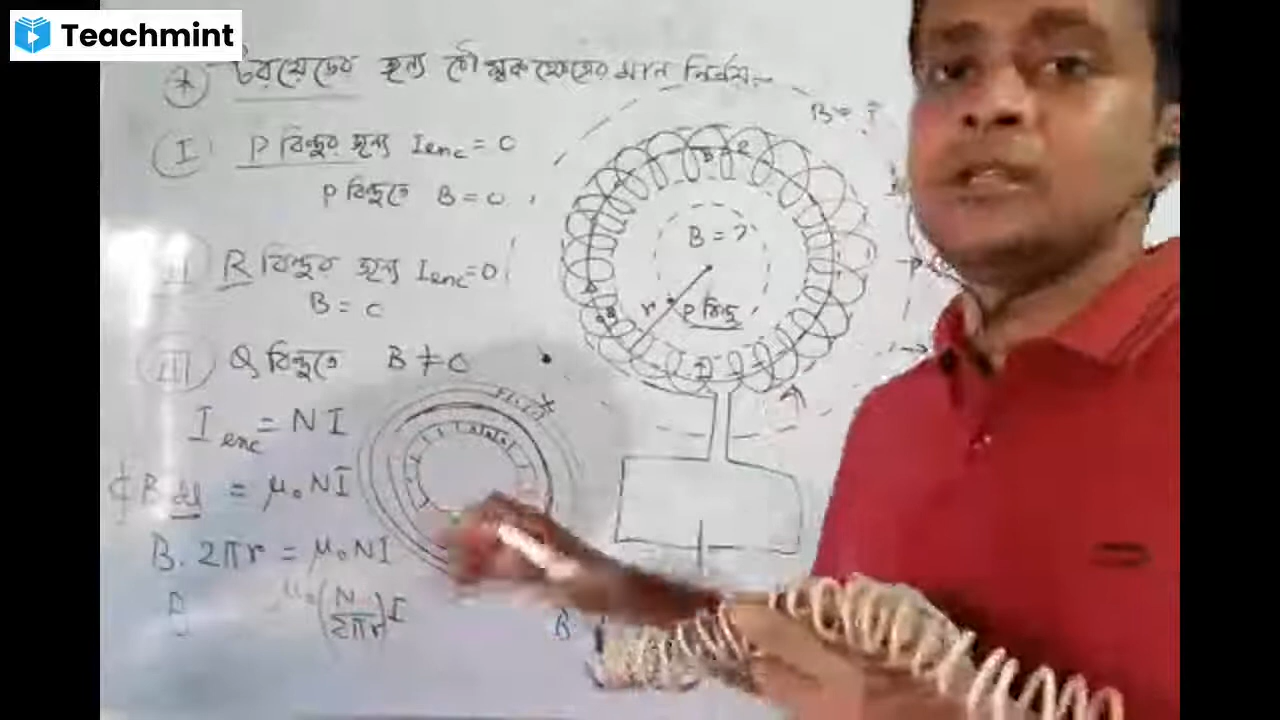 Teachmint
টরয়েডের জন্য চৌম্বকক্ষেত্রের মান নির্ণয়
B = ?
I P বিন্দুর জন্য Ienc = 0
P বিন্দুতে B = 0
B = ?
II R বিন্দুর জন্য Ienc = 0
B = 0
r P বিন্দু
III Q বিন্দুতে B ≠ 0
Ienc = NI
∮B.dl = μ₀NI
B. 2πr = μ₀NI
B μ₀(N/2πr)I
B